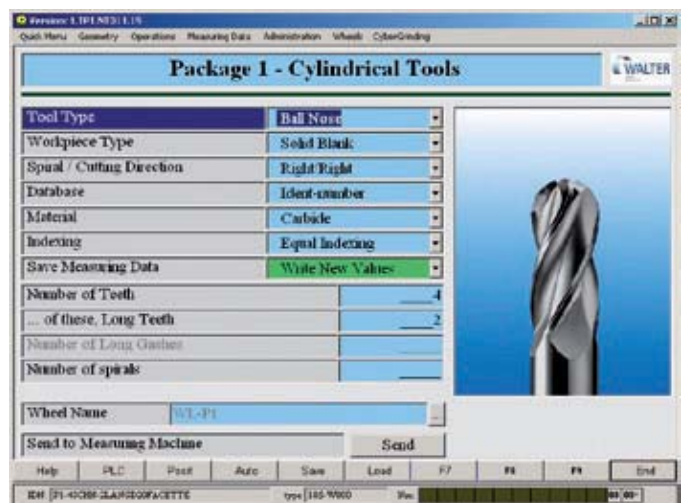 Quick Menu Geometry Operations Measuring Data Administration Wheels CyberGrinding
Package 1 - Cylindrical Tools
WALTER
Tool Type Ball Nose
Workpiece Type Solid Blank
Spiral / Cutting Direction Right/Right
Database Ident-number
Material Carbide
Indexing Equal Indexing
Save Measuring Data Write New Values
Number of Teeth 4
... of these, Long Teeth 2
Number of Long Gashes
Number of spirals
Wheel Name WL-P1 ...
Send to Measuring Machine Send
Help PLC Posit Auto Save Load F7 F8 F9 End